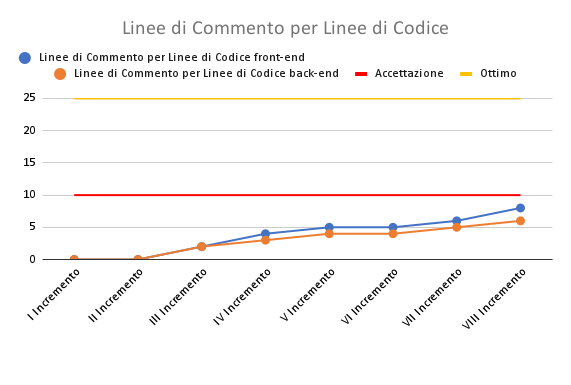 Linee di Commento per Linee di Codice
Linee di Commento per Linee di Codice front-end
Linee di Commento per Linee di Codice back-end
Accettazione
Ottimo
25
20
15
10
5
0
I Incremento
II Incremento
III Incremento
IV Incremento
V Incremento
VI Incremento
VII Incremento
VIII Incremento